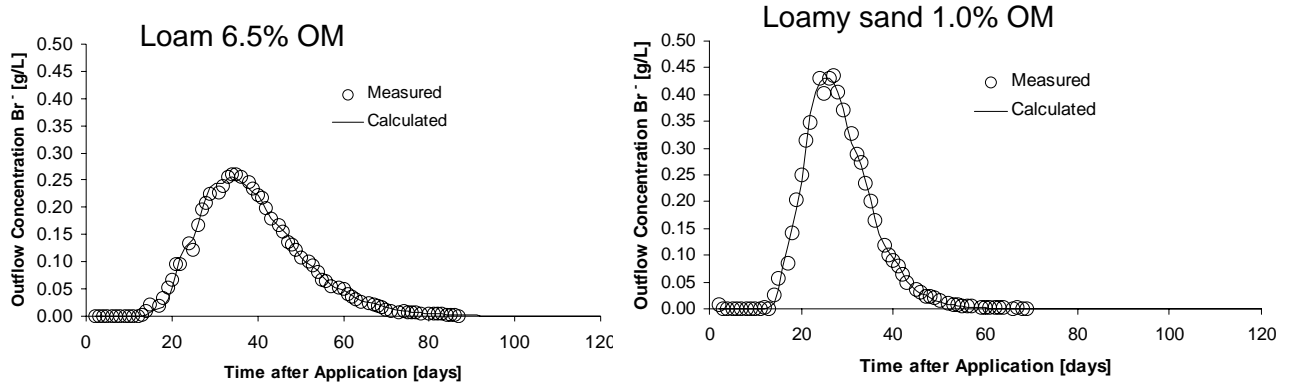 Loam 6.5% OM
Outflow Concentration Br - [g/L]
0.50
0.45
0.40
0.35
0.30
0.25
0.20
0.15
0.10
0.05
0.00
Measured
Calculated
0 20 40 60 80 100 120
Time after Application [days]
Loamy sand 1.0% OM
Outflow Concentration Br - [g/L]
0.50
0.45
0.40
0.35
0.30
0.25
0.20
0.15
0.10
0.05
0.00
Measured
Calculated
0 20 40 60 80 100 120
Time after Application [days]